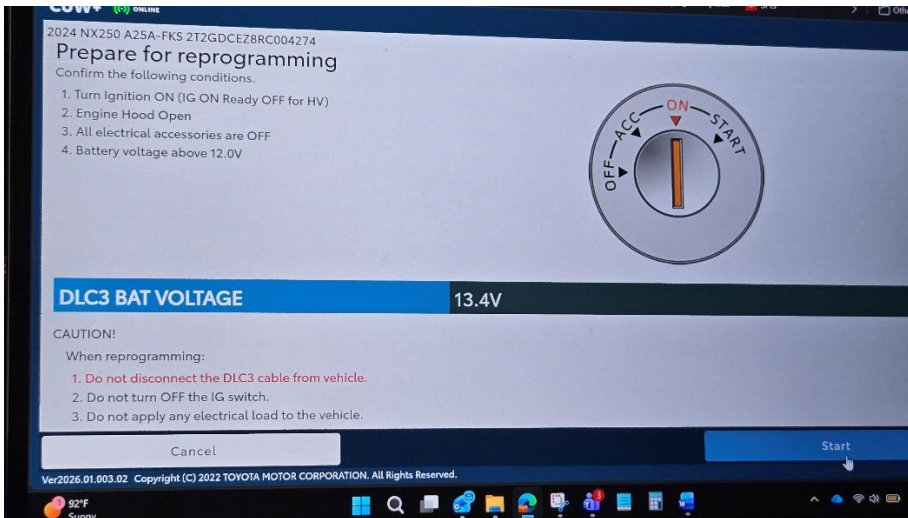 CUW+ ONLINE
2024 NX250 A25A-FKS 2T2GDCEZ8RC004274
Prepare for reprogramming
Confirm the following conditions.
1. Turn Ignition ON (IG ON Ready OFF for HV)
2. Engine Hood Open
3. All electrical accessories are OFF
4. Battery voltage above 12.0V
OFF ACC ON START
DLC3 BAT VOLTAGE 13.4V
CAUTION!
When reprogramming:
1. Do not disconnect the DLC3 cable from vehicle.
2. Do not turn OFF the IG switch.
3. Do not apply any electrical load to the vehicle.
Cancel Start
Ver2026.01.003.02 Copyright (C) 2022 TOYOTA MOTOR CORPORATION. All Rights Reserved.
92°F
Sunny